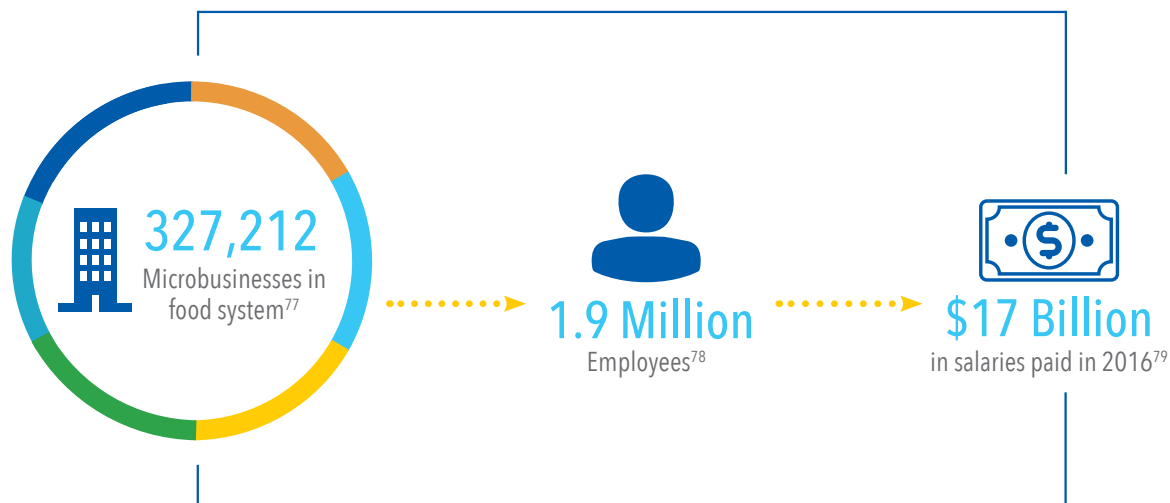 327,212
Microbusinesses in
food system77
1.9 Million
Employees78
$
$17 Billion
in salaries paid in 201679